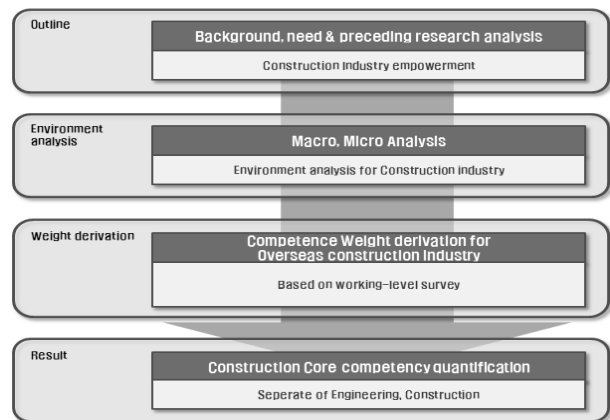 Outline
Background, need & preceding research analysis
Construction Industry empowerment
Environment
analysis
Macro, Micro Analysis
Environment analysis for Construction industry
Weight derivation
Competence Weight derivation for
Overseas construction Industry
Based on working-level survey
Result
Construction Core competency quantification
Seperate of Engineering, Construction